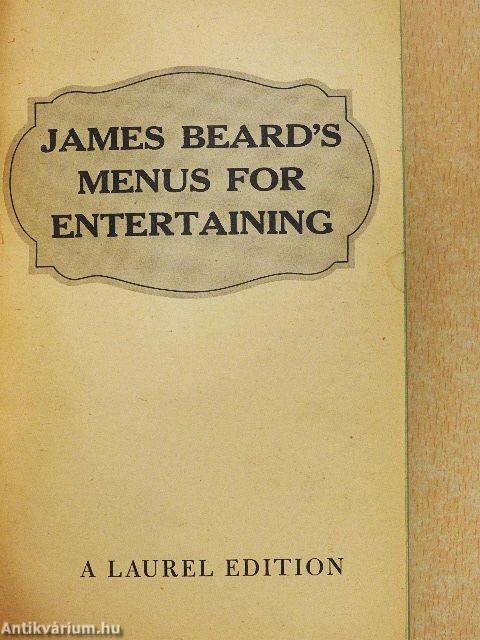 JAMES BEARD'S
MENUS FOR
ENTERTAINING
A LAUREL EDITION
Antikvárium.hu